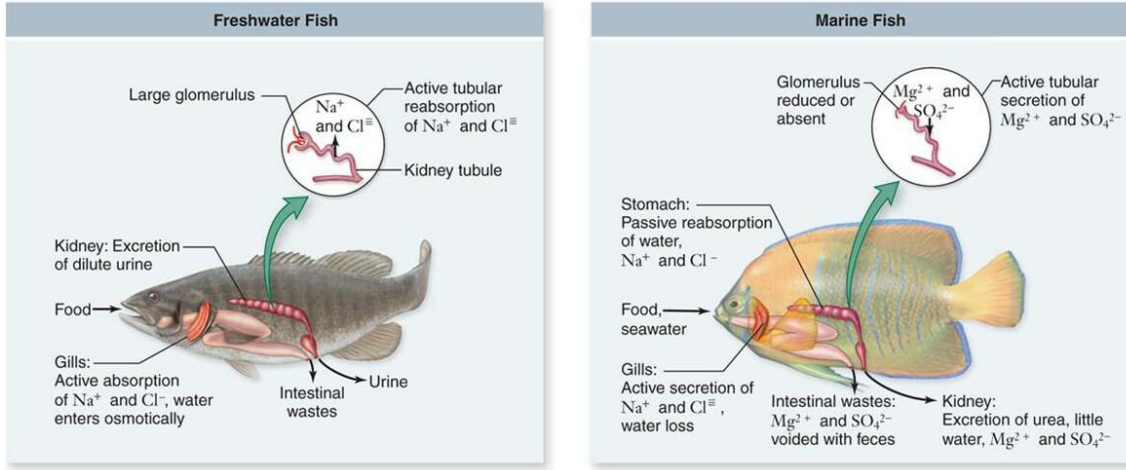 Freshwater Fish
Large glomerulus
Na⁺
and Cl≡
Active tubular
reabsorption
of Na⁺ and Cl≡
Kidney tubule
Kidney: Excretion
of dilute urine
Food
Gills:
Active absorption
of Na⁺ and Cl⁻, water
enters osmotically
Intestinal
wastes
Urine
Marine Fish
Glomerulus
reduced or
absent
Mg²⁺ and
SO₄²⁻
Active tubular
secretion of
Mg²⁺ and SO₄²⁻
Stomach:
Passive reabsorption
of water,
Na⁺ and Cl⁻
Food,
seawater
Gills:
Active secretion of
Na⁺ and Cl≡,
water loss
Intestinal wastes:
Mg²⁺ and SO₄²⁻
voided with feces
Kidney:
Excretion of urea, little
water, Mg²⁺ and SO₄²⁻